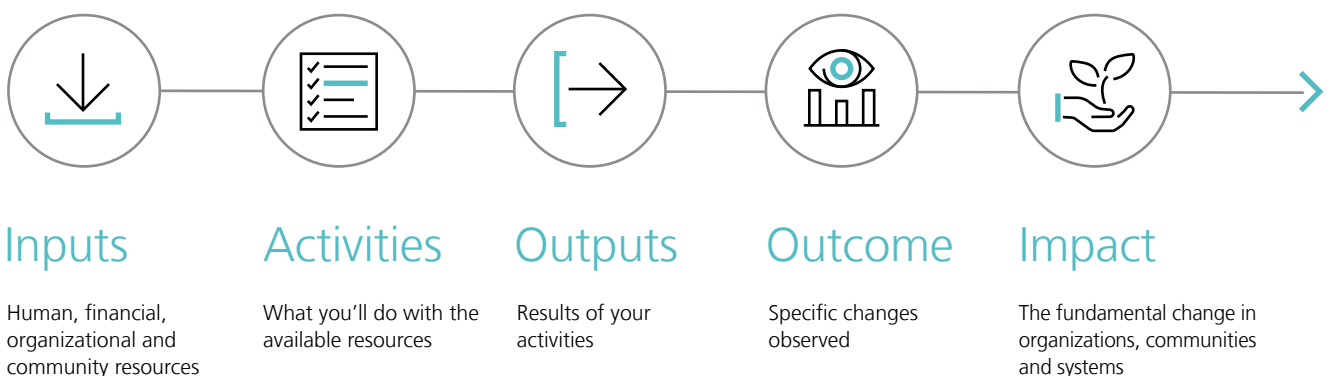 Inputs
Human, financial,
organizational and
community resources
Activities
What you’ll do with the
available resources
Outputs
Results of your
activities
Outcome
Specific changes
observed
Impact
The fundamental change in
organizations, communities
and systems